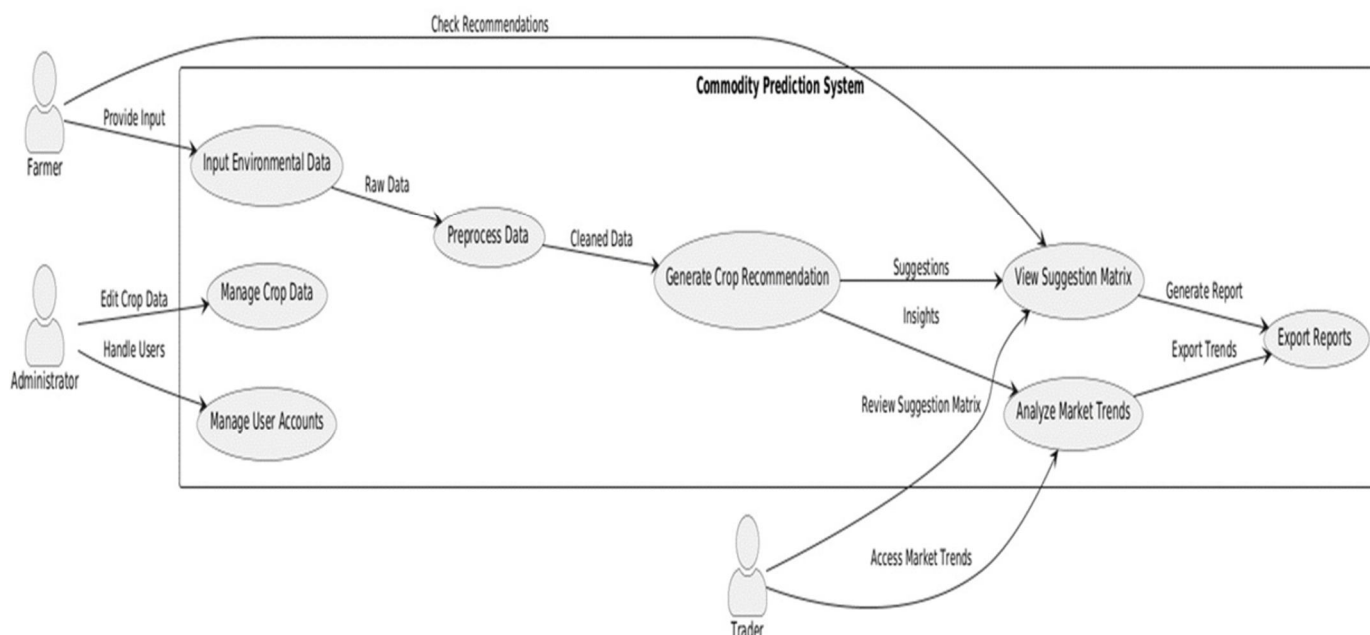 Check Recommendations
Commodity Prediction System
Provide Input
Farmer
Input Environmental Data
Raw Data
Preprocess Data
Cleaned Data
Generate Crop Recommendation
Suggestions
View Suggestion Matrix
Generate Report
Insights
Export Trends
Export Reports
Edit Crop Data
Manage Crop Data
Handle Users
Administrator
Manage User Accounts
Review Suggestion Matrix
Analyze Market Trends
Access Market Trends
Trader